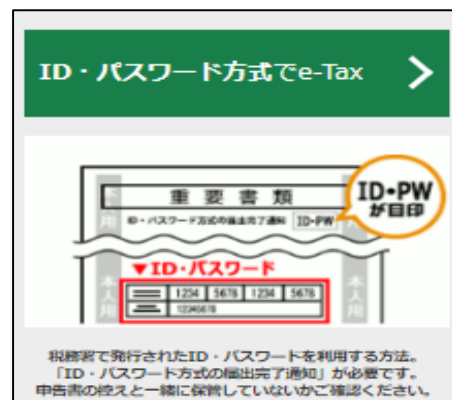 ID・パスワード方式でe-Tax
重要書類
ID・パスワード方式の届出完了通知 ID-PW
ID•PW
が目印
▼ID・パスワード
1234 5678 1234 5678
12345678
本人用
本人用
税務署で発行されたID・パスワードを利用する方法。
「ID・パスワード方式の届出完了通知」が必要です。
申告書の控えと一緒に保管していないかご確認ください。